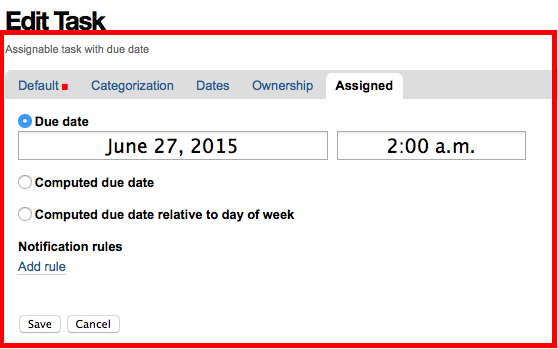 Edit Task
Assignable task with due date
Default Categorization Dates Ownership Assigned
Due date
June 27, 2015 2:00 a.m.
Computed due date
Computed due date relative to day of week
Notification rules
Add rule
Save Cancel